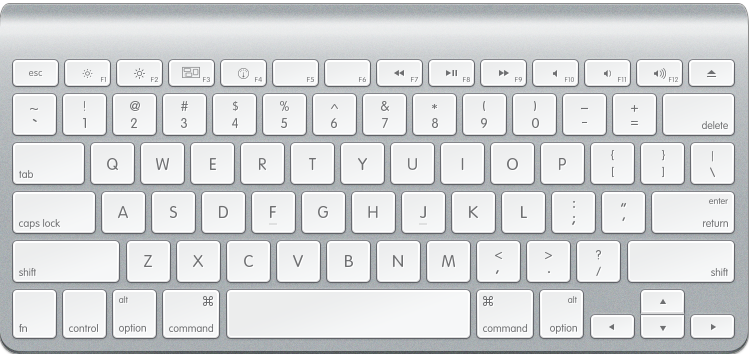 esc F1 F2 F3 F4 F5 F6 F7 F8 F9 F10 F11 F12
~ ! @ # $ % ^ & * ( ) – +
` 1 2 3 4 5 6 7 8 9 0 - = delete
tab Q W E R T Y U I O P { [ } ] | \
caps lock A S D F G H J K L : ; " ' enter return
shift Z X C V B N M < , > . ? / shift
alt ⌘ ⌘ alt
fn control option command command option